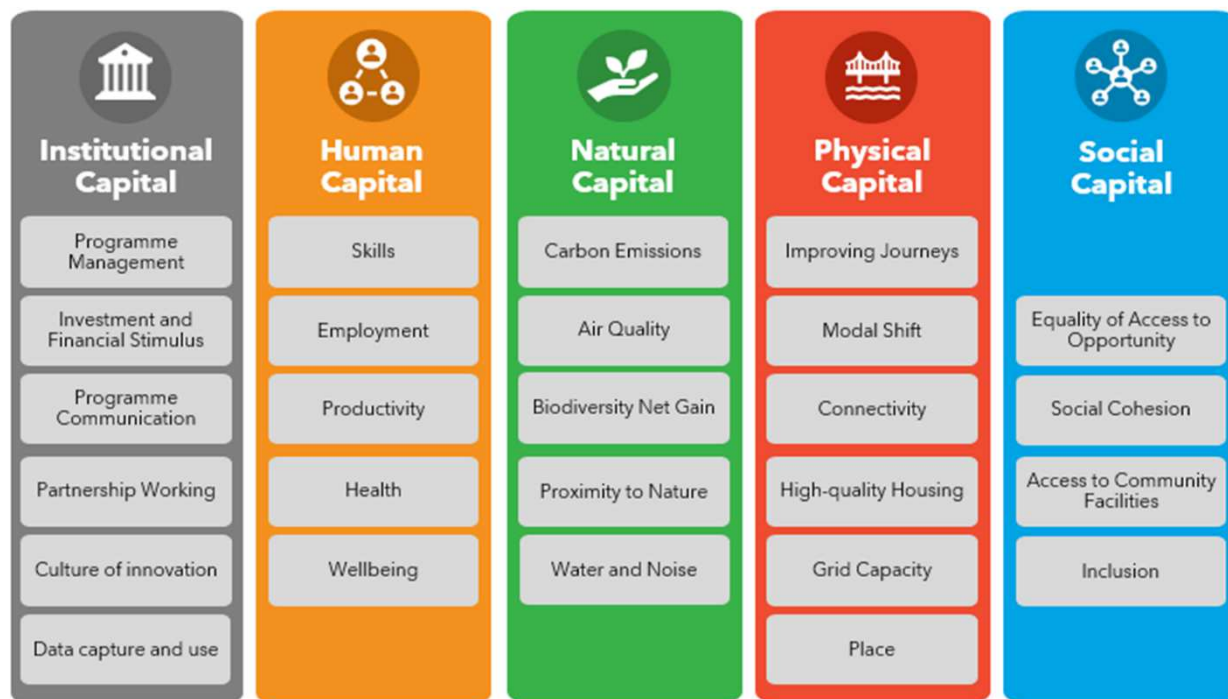 Institutional
Capital
Programme
Management
Investment and
Financial Stimulus
Programme
Communication
Partnership Working
Culture of innovation
Data capture and use
Human
Capital
Skills
Employment
Productivity
Health
Wellbeing
Natural
Capital
Carbon Emissions
Air Quality
Biodiversity Net Gain
Proximity to Nature
Water and Noise
Physical
Capital
Improving Journeys
Modal Shift
Connectivity
High-quality Housing
Grid Capacity
Place
Social
Capital
Equality of Access to
Opportunity
Social Cohesion
Access to Community
Facilities
Inclusion